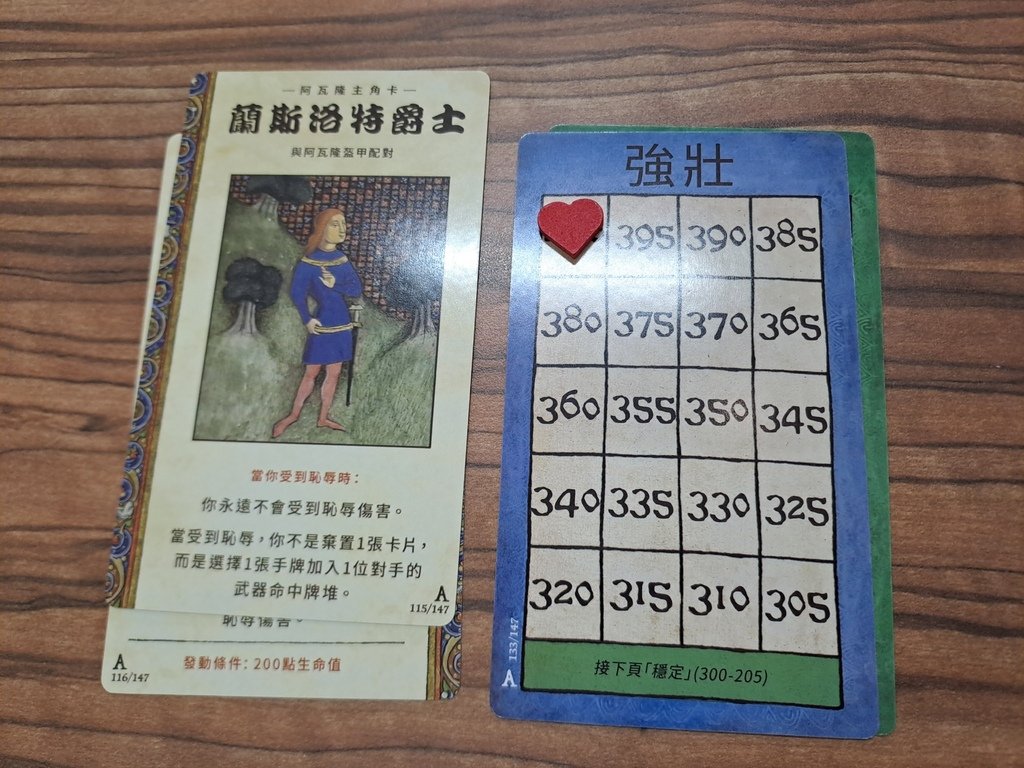 —阿瓦隆主角卡—
蘭斯洛特爵士
與阿瓦隆盔甲配對
當你受到恥辱時：
你永遠不會受到恥辱傷害。
當受到恥辱，你不是棄置1張卡片，
而是選擇1張手牌加入1位對手的
武器命中牌堆。
A
115/147
恥辱傷害。
發動條件: 200點生命值
A
116/147
強壯
395 390 385
380 375 370 365
360 355 350 345
340 335 330 325
320 315 310 305
接下頁「穩定」(300-205)
A 133/147